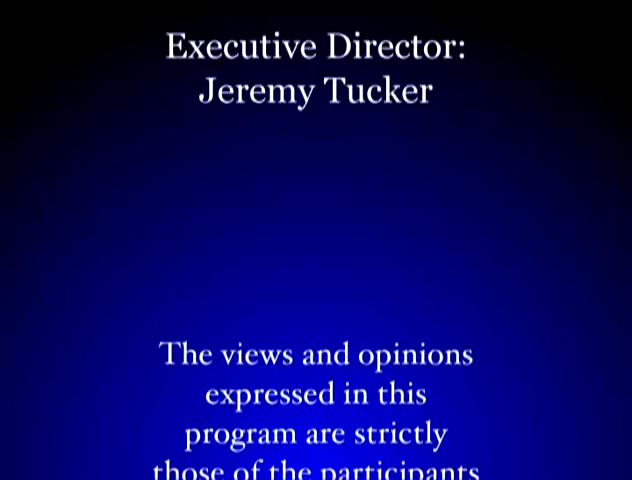 Executive Director:
Jeremy Tucker
The views and opinions
expressed in this
program are strictly
those of the participants